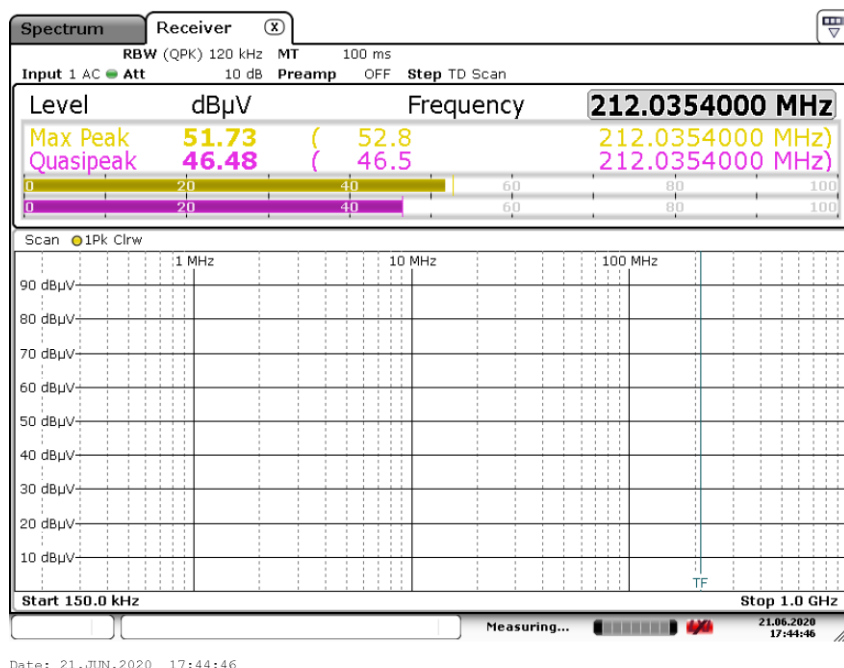 Spectrum Receiver X
RBW (QPK) 120 kHz MT 100 ms
Input 1 AC Att 10 dB Preamp OFF Step TD Scan
Level dBµV Frequency 212.0354000 MHz
Max Peak 51.73 ( 52.8 212.0354000 MHz)
Quasipeak 46.48 ( 46.5 212.0354000 MHz)
0 20 40 60 80 100
0 20 40 60 80 100
Scan 1Pk Clrw
1 MHz 10 MHz 100 MHz
90 dBµV
80 dBµV
70 dBµV
60 dBµV
50 dBµV
40 dBµV
30 dBµV
20 dBµV
10 dBµV
TF
Start 150.0 kHz Stop 1.0 GHz
Measuring... 21.06.2020
17:44:46
Date: 21.JUN.2020 17:44:46